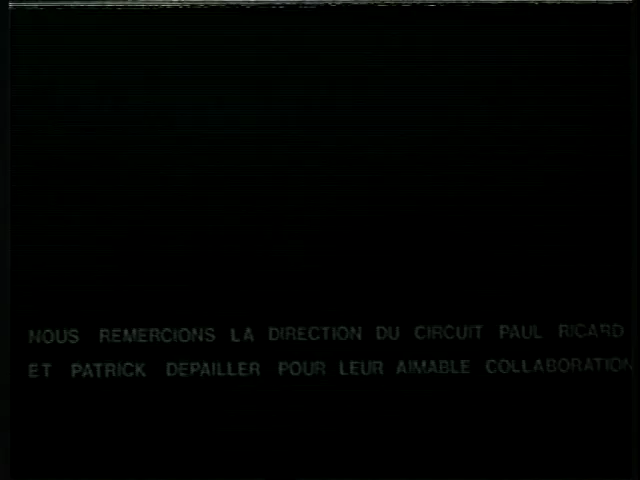 NOUS REMERCIONS LA DIRECTION DU CIRCUIT PAUL RICARD
ET PATRICK DEPAILLER POUR LEUR AIMABLE COLLABORATION